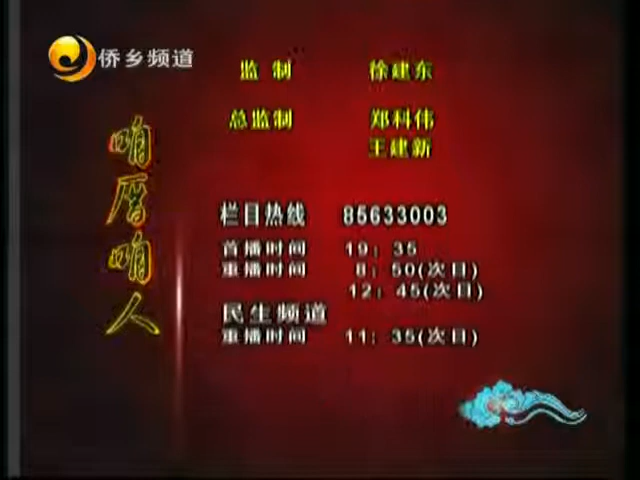 侨乡频道
监制 徐建东
总监制 郑科伟
王建新
咱厝咱人
栏目热线 85633003
首播时间 19：35
重播时间 8：50(次日)
12：45(次日)
民生频道
重播时间 11：35(次日)